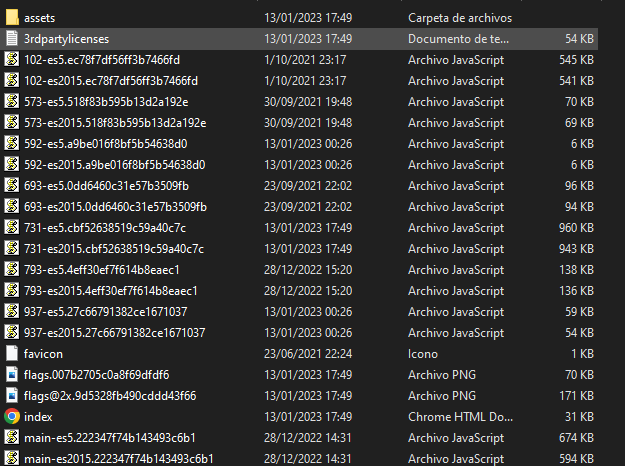 assets 13/01/2023 17:49 Carpeta de archivos
3rdpartylicenses 13/01/2023 17:49 Documento de te... 54 KB
102-es5.ec78f7df56ff3b7466fd 1/10/2021 23:17 Archivo JavaScript 545 KB
102-es2015.ec78f7df56ff3b7466fd 1/10/2021 23:17 Archivo JavaScript 541 KB
573-es5.518f83b595b13d2a192e 30/09/2021 19:48 Archivo JavaScript 70 KB
573-es2015.518f83b595b13d2a192e 30/09/2021 19:48 Archivo JavaScript 69 KB
592-es5.a9be016f8bf5b54638d0 13/01/2023 00:26 Archivo JavaScript 6 KB
592-es2015.a9be016f8bf5b54638d0 13/01/2023 00:26 Archivo JavaScript 6 KB
693-es5.0dd6460c31e57b3509fb 23/09/2021 22:02 Archivo JavaScript 96 KB
693-es2015.0dd6460c31e57b3509fb 23/09/2021 22:02 Archivo JavaScript 94 KB
731-es5.cbf52638519c59a40c7c 13/01/2023 17:49 Archivo JavaScript 960 KB
731-es2015.cbf52638519c59a40c7c 13/01/2023 17:49 Archivo JavaScript 943 KB
793-es5.4eff30ef7f614b8eaec1 28/12/2022 15:20 Archivo JavaScript 138 KB
793-es2015.4eff30ef7f614b8eaec1 28/12/2022 15:20 Archivo JavaScript 136 KB
937-es5.27c66791382ce1671037 13/01/2023 00:26 Archivo JavaScript 59 KB
937-es2015.27c66791382ce1671037 13/01/2023 00:26 Archivo JavaScript 54 KB
favicon 23/06/2021 22:24 Icono 1 KB
flags.007b2705c0a8f69dfdf6 13/01/2023 17:49 Archivo PNG 70 KB
flags@2x.9d5328fb490cddd43f66 13/01/2023 17:49 Archivo PNG 171 KB
index 13/01/2023 17:49 Chrome HTML Do... 31 KB
main-es5.222347f74b143493c6b1 28/12/2022 14:31 Archivo JavaScript 674 KB
main-es2015.222347f74b143493c6b1 28/12/2022 14:31 Archivo JavaScript 594 KB